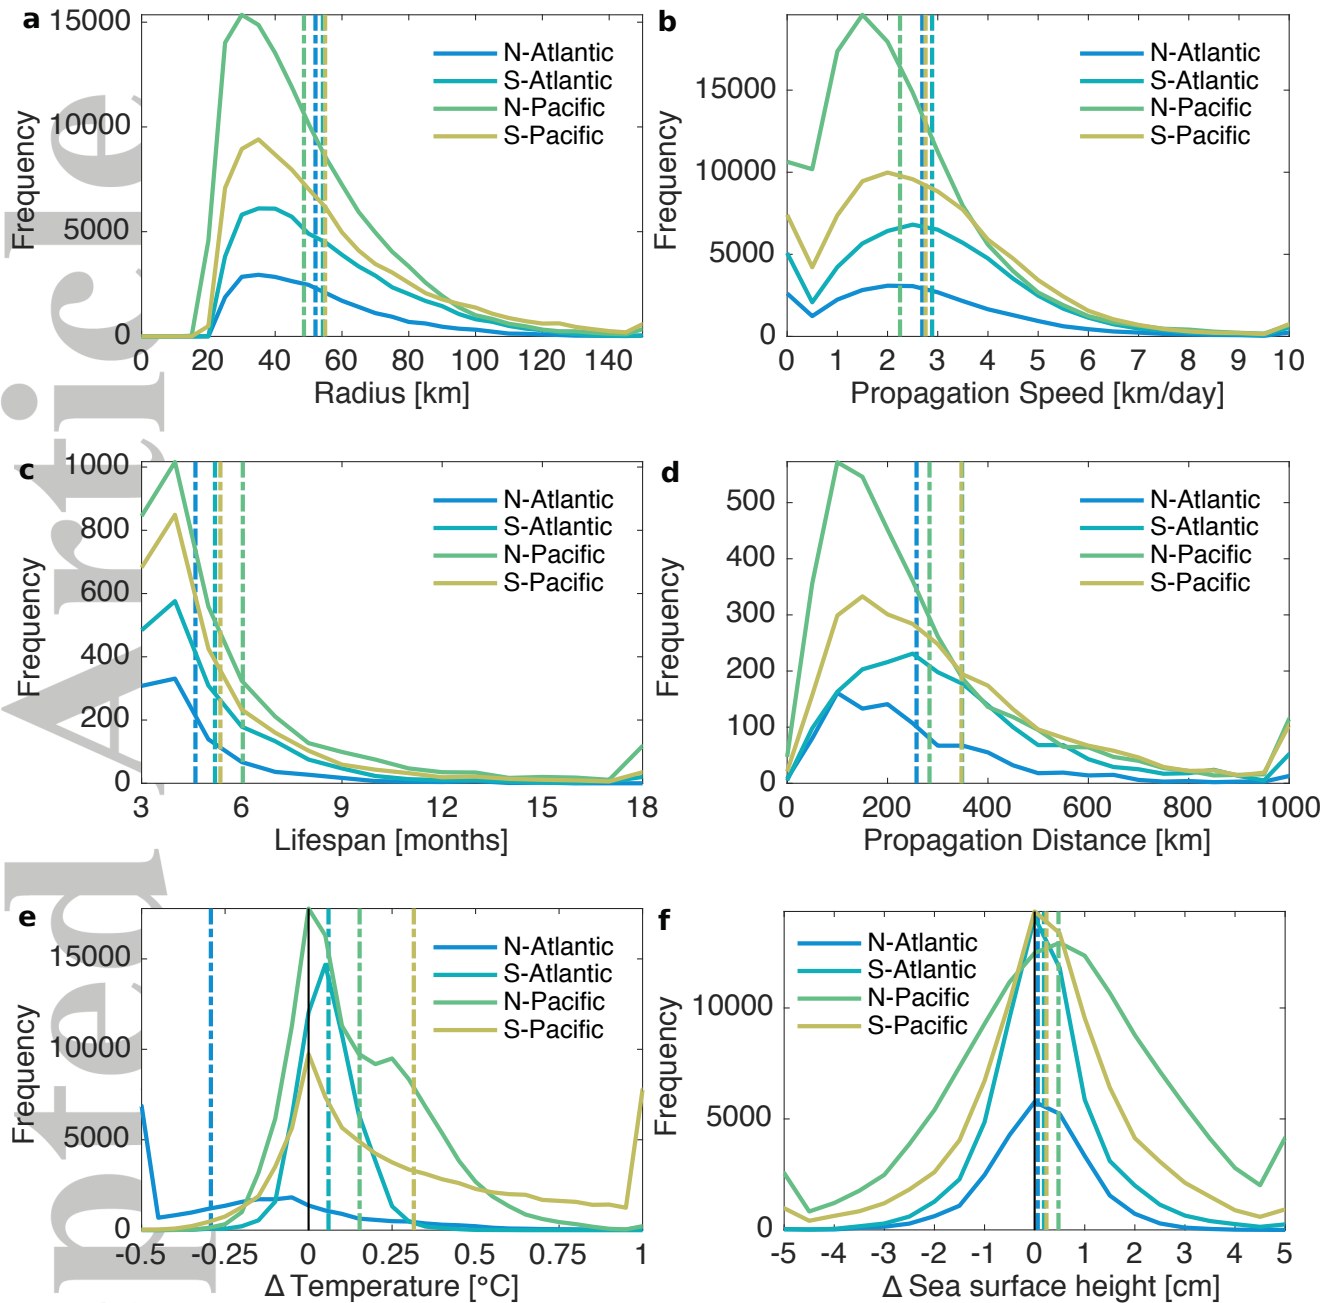 a
15000
10000
5000
0
Frequency
N-Atlantic
S-Atlantic
N-Pacific
S-Pacific
0 20 40 60 80 100 120 140
Radius [km]
b
15000
10000
5000
0
Frequency
N-Atlantic
S-Atlantic
N-Pacific
S-Pacific
0 1 2 3 4 5 6 7 8 9 10
Propagation Speed [km/day]
c
1000
800
600
400
200
0
Frequency
N-Atlantic
S-Atlantic
N-Pacific
S-Pacific
3 6 9 12 15 18
Lifespan [months]
d
500
400
300
200
100
0
Frequency
N-Atlantic
S-Atlantic
N-Pacific
S-Pacific
0 200 400 600 800 1000
Propagation Distance [km]
e
15000
10000
5000
0
Frequency
N-Atlantic
S-Atlantic
N-Pacific
S-Pacific
-0.5 -0.25 0 0.25 0.5 0.75 1
Δ Temperature [°C]
f
10000
5000
0
Frequency
N-Atlantic
S-Atlantic
N-Pacific
S-Pacific
-5 -4 -3 -2 -1 0 1 2 3 4 5
Δ Sea surface height [cm]
pted Article